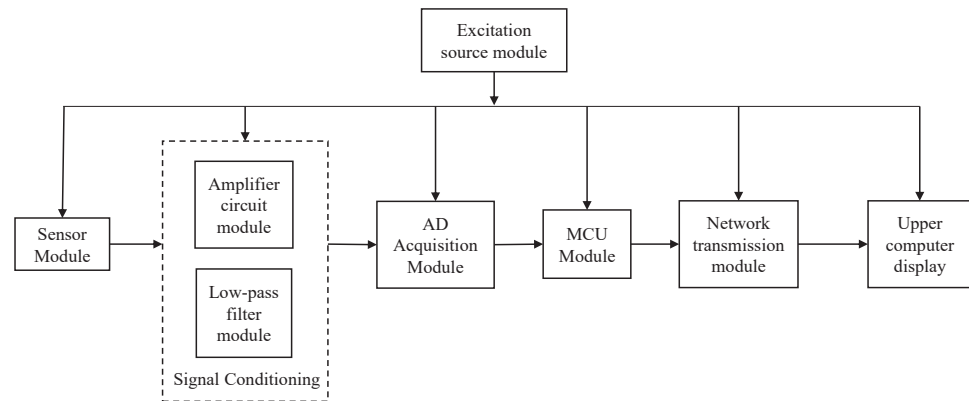 Excitation
source module
Sensor
Module
Amplifier
circuit
module
Low-pass
filter
module
Signal Conditioning
AD
Acquisition
Module
MCU
Module
Network
transmission
module
Upper
computer
display